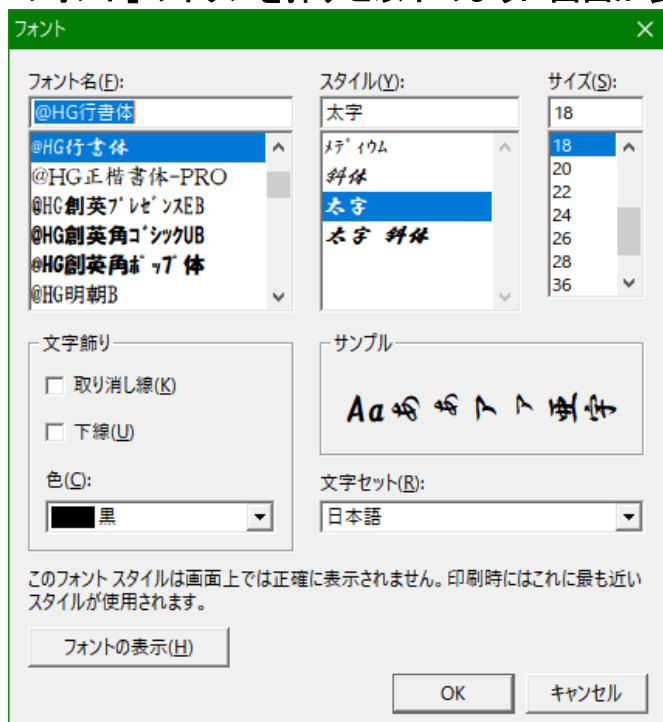 フォント
フォント名(F):
@HG行書体
@HG行書体
@HG正楷書体-PRO
@HG創英ﾌﾟﾚｾﾞﾝｽEB
@HG創英角ｺﾞｼｯｸUB
@HG創英角ﾎﾟｯﾌﾟ体
@HG明朝B
スタイル(Y):
太字
ﾒﾃﾞｨｳﾑ
斜体
太字
太字 斜体
サイズ(S):
18
18
20
22
24
26
28
36
文字飾り
取り消し線(K)
下線(U)
色(C):
黒
サンプル
Aaああアア漢字
文字セット(R):
日本語
このフォント スタイルは画面上では正確に表示されません。印刷時にはこれに最も近い
スタイルが使用されます。
フォントの表示(H)
OK
キャンセル